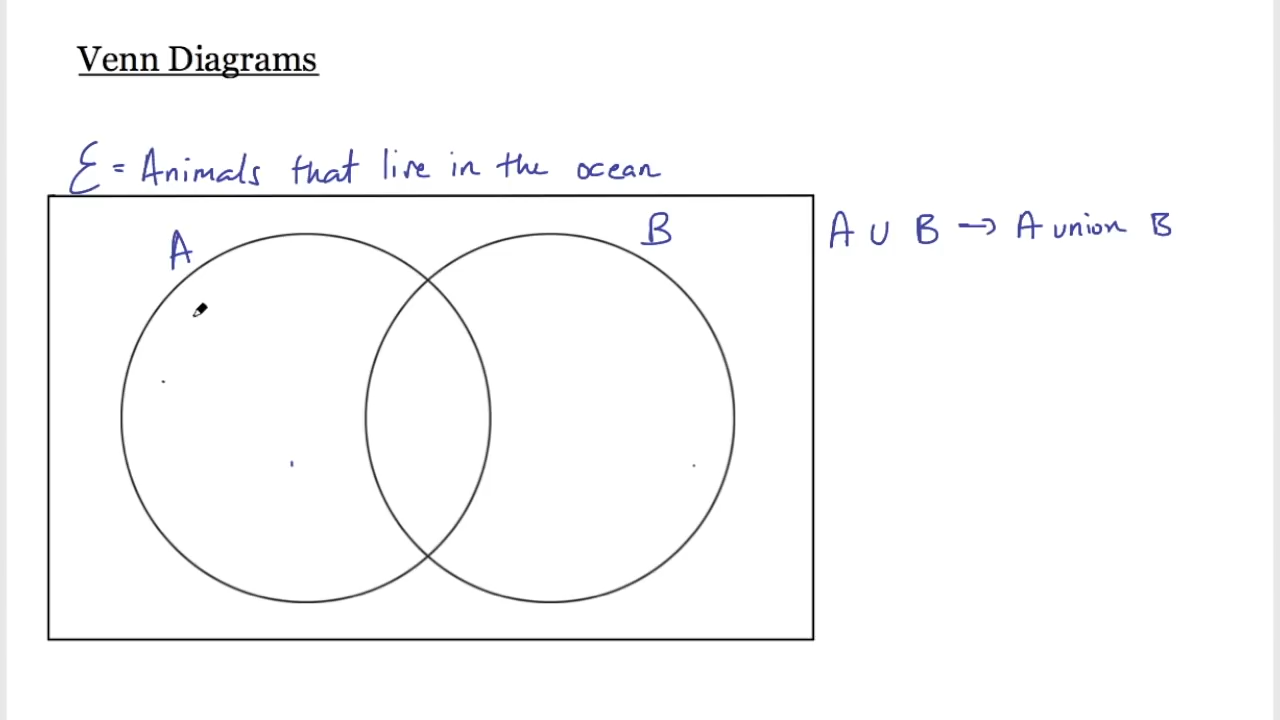 Venn Diagrams
ℰ = Animals that live in the ocean
A B
A ∪ B → A union B